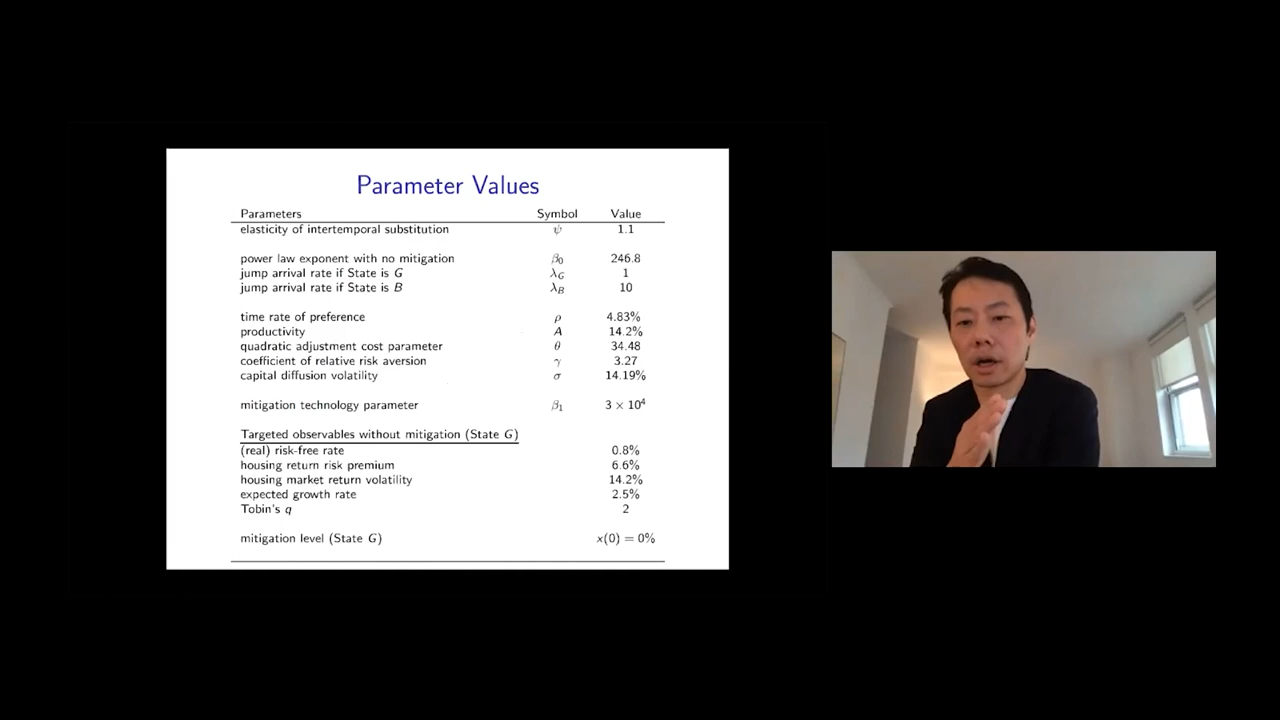 Parameter Values
Parameters Symbol Value
elasticity of intertemporal substitution ψ 1.1
power law exponent with no mitigation β₀ 246.8
jump arrival rate if State is G λ_G 1
jump arrival rate if State is B λ_B 10
time rate of preference ρ 4.83%
productivity A 14.2%
quadratic adjustment cost parameter θ 34.48
coefficient of relative risk aversion γ 3.27
capital diffusion volatility σ 14.19%
mitigation technology parameter β₁ 3 × 10⁴
Targeted observables without mitigation (State G)
(real) risk-free rate 0.8%
housing return risk premium 6.6%
housing market return volatility 14.2%
expected growth rate 2.5%
Tobin's q 2
mitigation level (State G) x(0) = 0%